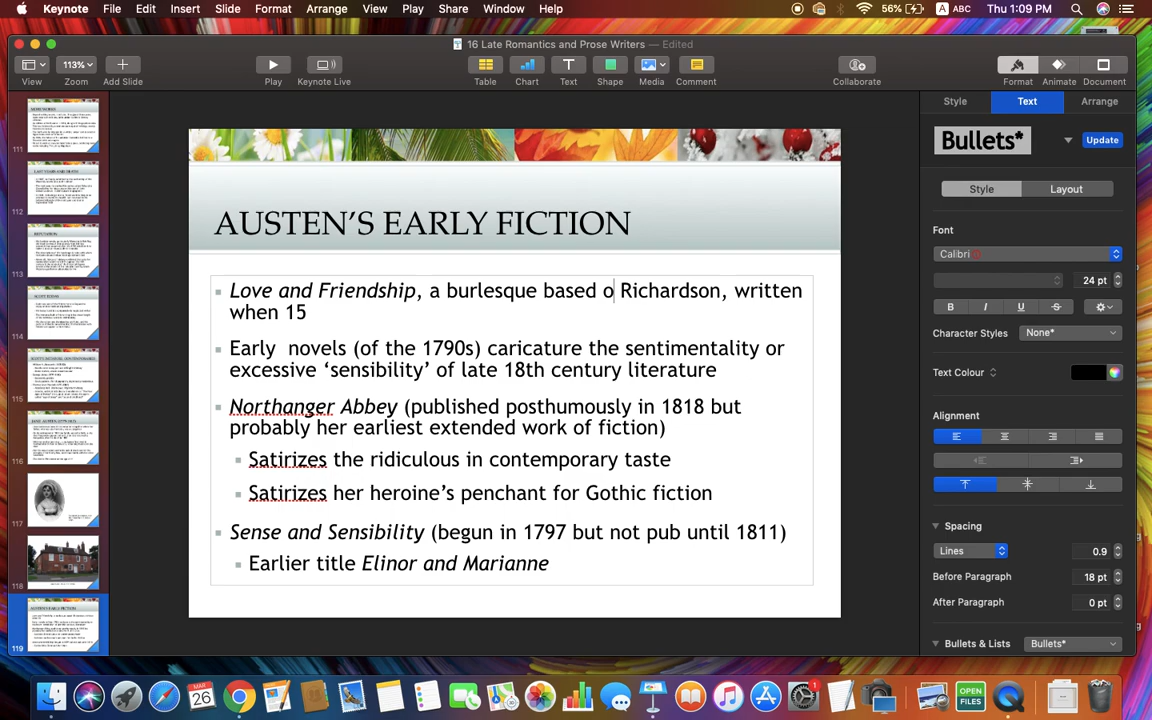 Keynote File Edit Insert Slide Format Arrange View Play Share Window Help 56% A ABC Thu 1:09 PM
16 Late Romantics and Prose Writers — Edited
113%
View Zoom Add Slide Play Keynote Live Table Chart Text Shape Media Comment Collaborate Format Animate Document
Style Text Arrange
Bullets* Update
Style Layout
Font
Calibri
24 pt
B I U S
Character Styles None*
Text Colour
Alignment
Spacing
Lines 0.9
Before Paragraph 18 pt
After Paragraph 0 pt
Bullets & Lists Bullets*
111
112
113
114
115
116
117
118
119
AUSTEN’S EARLY FICTION
Love and Friendship, a burlesque based o Richardson, written
when 15
Early novels (of the 1790s) caricature the sentimentality or
excessive ‘sensibility’ of late 18th century literature
Northanger Abbey (published posthumously in 1818 but
probably her earliest extended work of fiction)
Satirizes the ridiculous in contemporary taste
Satirizes her heroine’s penchant for Gothic fiction
Sense and Sensibility (begun in 1797 but not pub until 1811)
Earlier title Elinor and Marianne
MAR
26
OPEN
FILES
1